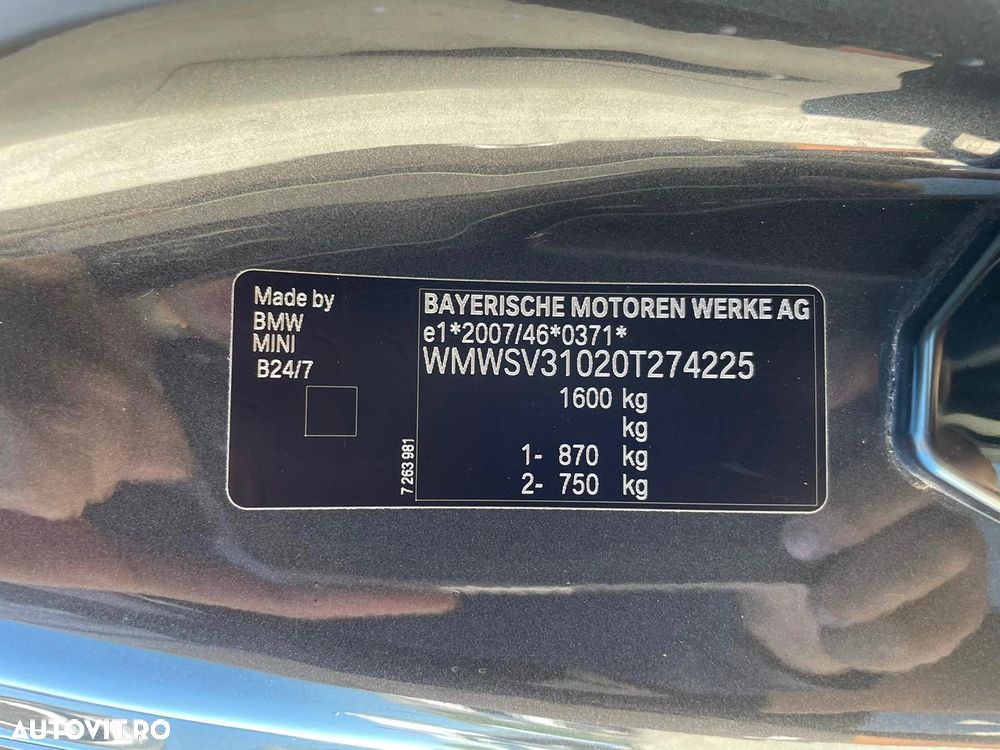 Made by
BMW
MINI
B24/7
7 263 981
BAYERISCHE MOTOREN WERKE AG
e1*2007/46*0371*
WMWSV31020T274225
1600 kg
kg
1- 870 kg
2- 750 kg
AUTOVIT.RO